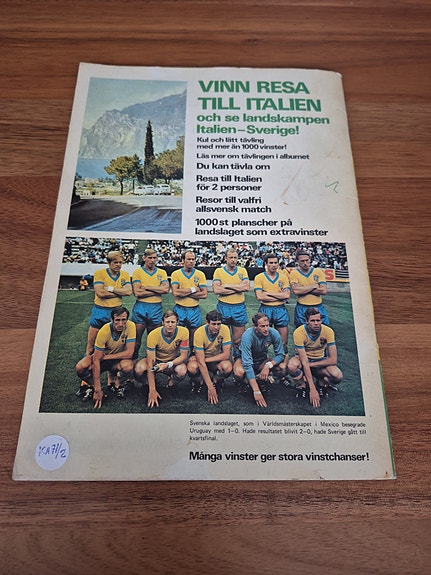 VINN RESA
TILL ITALIEN
och se landskampen
Italien–Sverige!
Kul och lätt tävling
med mer än 1000 vinster!
Läs mer om tävlingen i albumet
Du kan tävla om
Resa till Italien
för 2 personer
Resor till valfri
allsvensk match
1000 st planscher på
landslaget som extravinster
Svenska landslaget, som i Världsmästerskapet i Mexico besegrade
Uruguay med 1–0. Hade resultatet blivit 2–0, hade Sverige gått till
kvartsfinal.
Många vinster ger stora vinstchanser!